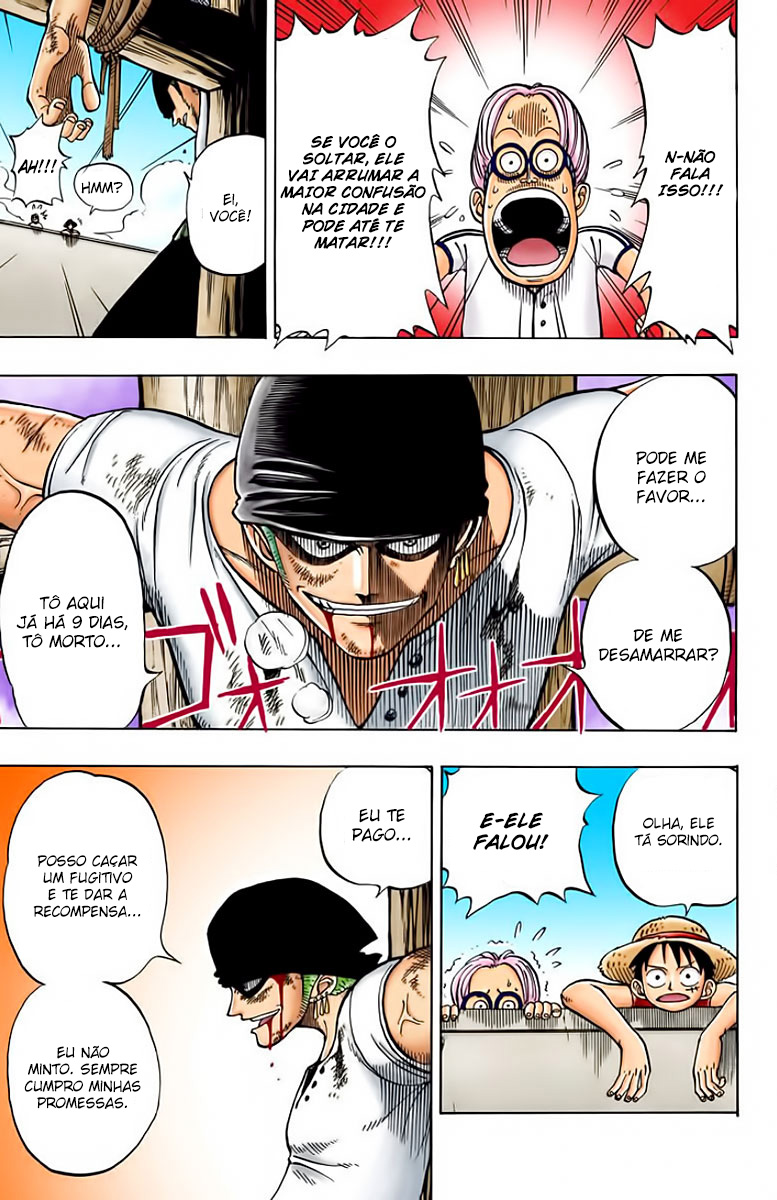 N-NÃO
FALA
ISSO!!!
SE VOCÊ O
SOLTAR, ELE
VAI ARRUMAR A
MAIOR CONFUSÃO
NA CIDADE E
PODE ATÉ TE
MATAR!!!
EI,
VOCÊ!
HMM?
AH!!!
PODE ME
FAZER O
FAVOR...
DE ME
DESAMARRAR?
TÔ AQUI
JÁ HÁ 9 DIAS,
TÔ MORTO...
ゴオオオオ
OLHA, ELE
TÁ SORINDO.
E-ELE
FALOU!
EU TE
PAGO...
POSSO CAÇAR
UM FUGITIVO
E TE DAR A
RECOMPENSA...
EU NÃO
MINTO. SEMPRE
CUMPRO MINHAS
PROMESSAS.